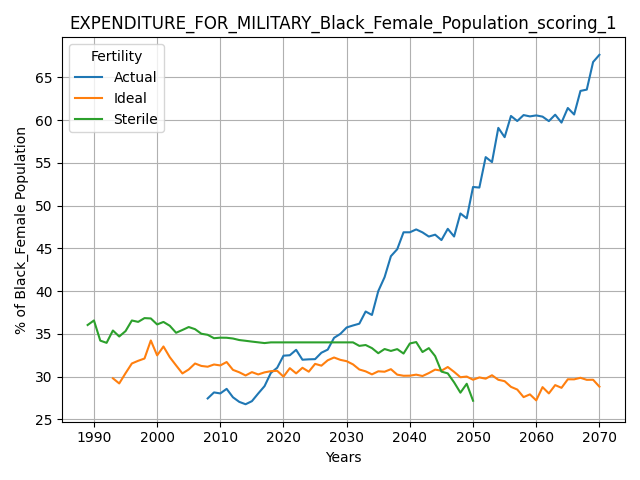 EXPENDITURE_FOR_MILITARY_Black_Female_Population_scoring_1
Fertility
Actual
Ideal
Sterile
% of Black_Female Population
65
60
55
50
45
40
35
30
25
1990 2000 2010 2020 2030 2040 2050 2060 2070
Years